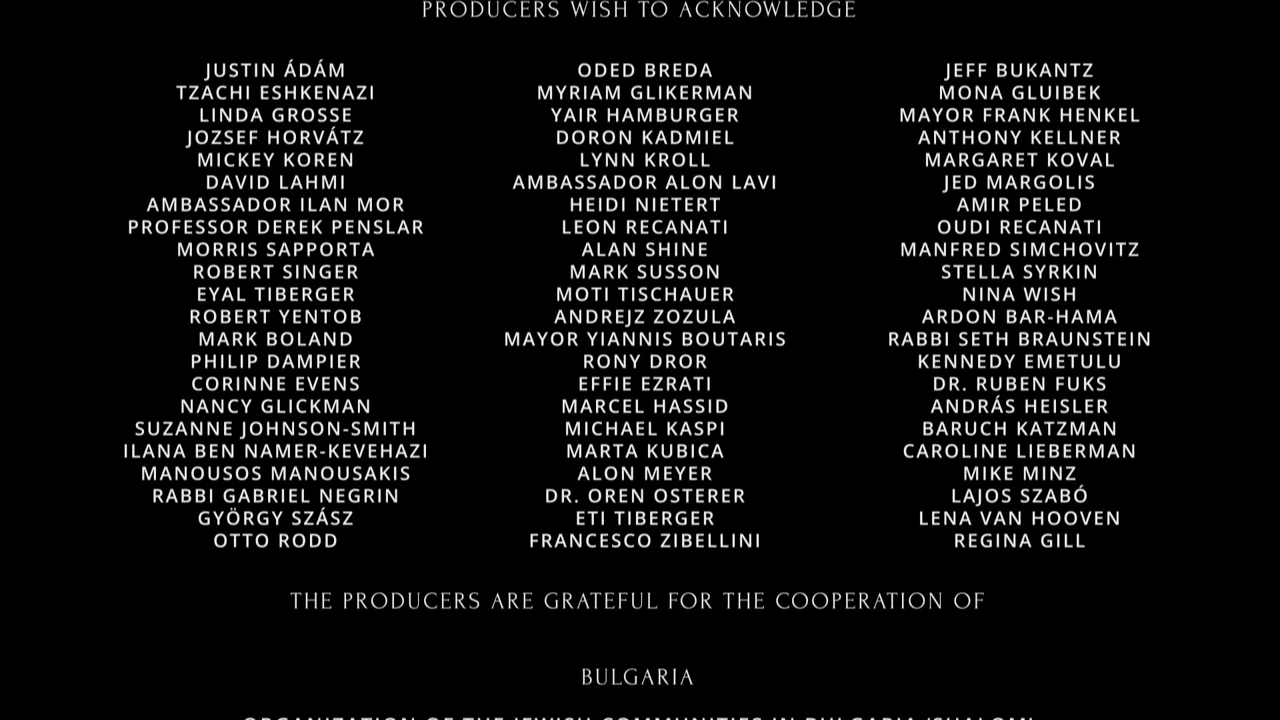 PRODUCERS WISH TO ACKNOWLEDGE
JUSTIN ÁDÁM ODED BREDA JEFF BUKANTZ
TZACHI ESHKENAZI MYRIAM GLIKERMAN MONA GLUIBEK
LINDA GROSSE YAIR HAMBURGER MAYOR FRANK HENKEL
JOZSEF HORVÁTZ DORON KADMIEL ANTHONY KELLNER
MICKEY KOREN LYNN KROLL MARGARET KOVAL
DAVID LAHMI AMBASSADOR ALON LAVI JED MARGOLIS
AMBASSADOR ILAN MOR HEIDI NIETERT AMIR PELED
PROFESSOR DEREK PENSLAR LEON RECANATI OUDI RECANATI
MORRIS SAPPORTA ALAN SHINE MANFRED SIMCHOVITZ
ROBERT SINGER MARK SUSSON STELLA SYRKIN
EYAL TIBERGER MOTI TISCHAUER NINA WISH
ROBERT YENTOB ANDREJZ ZOZULA ARDON BAR-HAMA
MARK BOLAND MAYOR YIANNIS BOUTARIS RABBI SETH BRAUNSTEIN
PHILIP DAMPIER RONY DROR KENNEDY EMETULU
CORINNE EVENS EFFIE EZRATI DR. RUBEN FUKS
NANCY GLICKMAN MARCEL HASSID ANDRÁS HEISLER
SUZANNE JOHNSON-SMITH MICHAEL KASPI BARUCH KATZMAN
ILANA BEN NAMER-KEVEHAZI MARTA KUBICA CAROLINE LIEBERMAN
MANOUSOS MANOUSAKIS ALON MEYER MIKE MINZ
RABBI GABRIEL NEGRIN DR. OREN OSTERER LAJOS SZABÓ
GYÖRGY SZÁSZ ETI TIBERGER LENA VAN HOOVEN
OTTO RODD FRANCESCO ZIBELLINI REGINA GILL
THE PRODUCERS ARE GRATEFUL FOR THE COOPERATION OF
BULGARIA
ORGANIZATION OF THE JEWISH COMMUNITIES IN BULGARIA